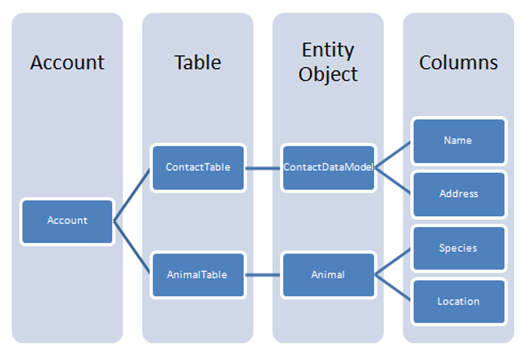 Account
Table
Entity
Object
Columns
Account
ContactTable
AnimalTable
ContactDataModel
Animal
Name
Address
Species
Location